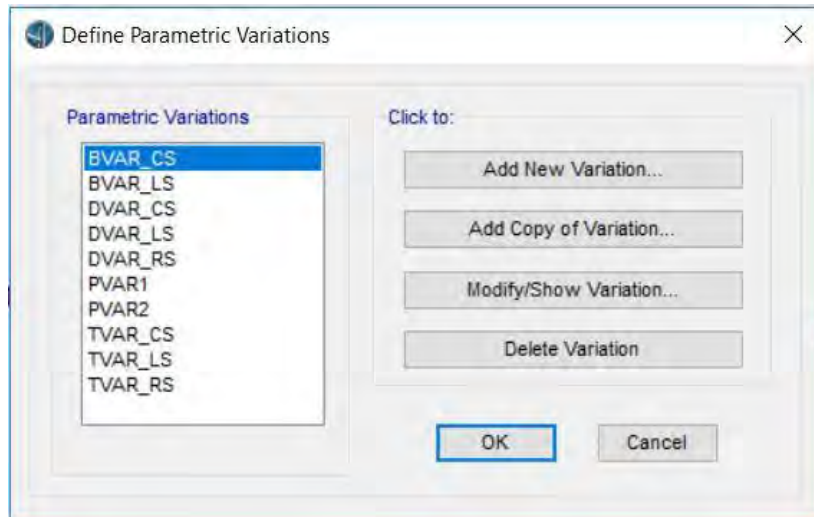 Define Parametric Variations
Parametric Variations
BVAR_CS
BVAR_LS
DVAR_CS
DVAR_LS
DVAR_RS
PVAR1
PVAR2
TVAR_CS
TVAR_LS
TVAR_RS
Click to:
Add New Variation...
Add Copy of Variation...
Modify/Show Variation...
Delete Variation
OK
Cancel